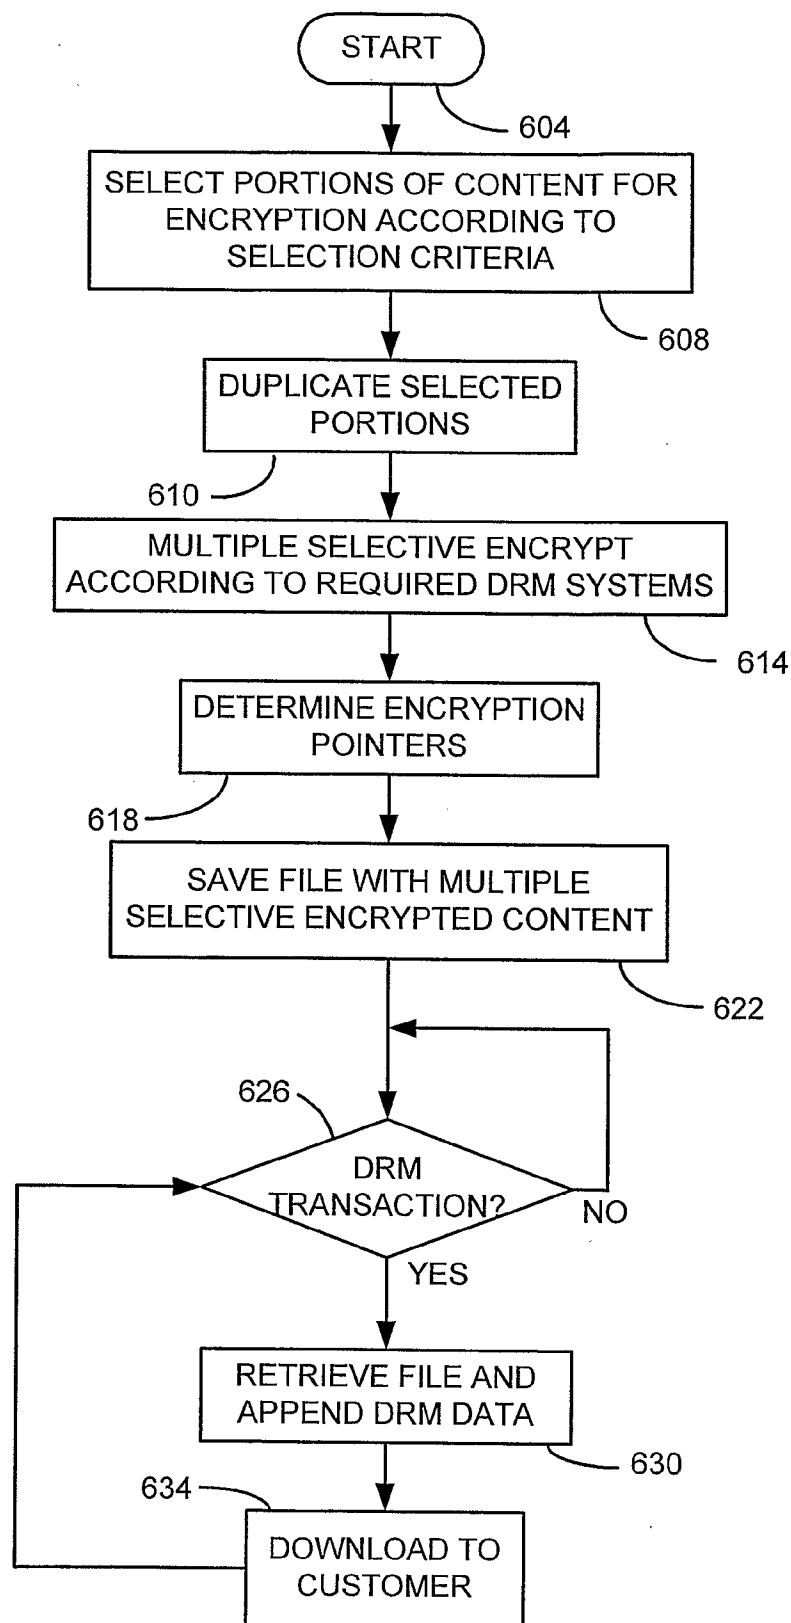 START
604
SELECT PORTIONS OF CONTENT FOR
ENCRYPTION ACCORDING TO
SELECTION CRITERIA
608
DUPLICATE SELECTED
PORTIONS
610
MULTIPLE SELECTIVE ENCRYPT
ACCORDING TO REQUIRED DRM SYSTEMS
614
DETERMINE ENCRYPTION
POINTERS
618
SAVE FILE WITH MULTIPLE
SELECTIVE ENCRYPTED CONTENT
622
626
DRM
TRANSACTION?
NO
YES
RETRIEVE FILE AND
APPEND DRM DATA
630
634
DOWNLOAD TO
CUSTOMER